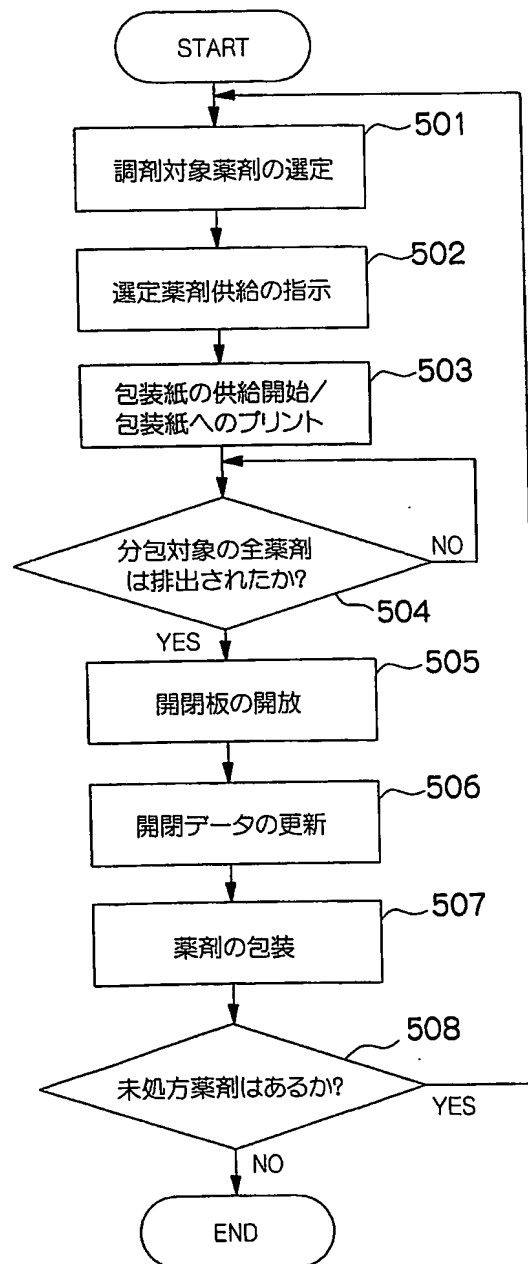 START
501
調剤対象薬剤の選定
502
選定薬剤供給の指示
503
包装紙の供給開始/
包装紙へのプリント
分包対象の全薬剤
は排出されたか?
NO
504
YES
505
開閉板の開放
506
開閉データの更新
507
薬剤の包装
508
未処方薬剤はあるか?
YES
NO
END